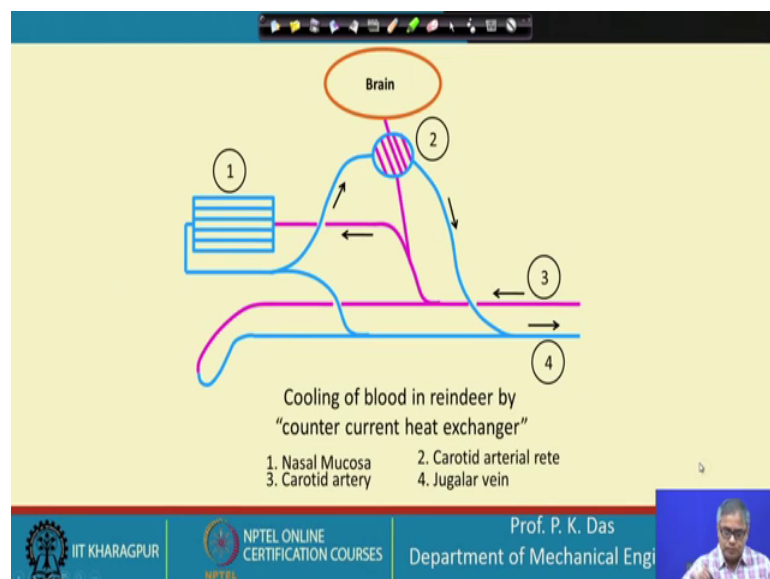 Brain
2
1
3
4
Cooling of blood in reindeer by
“counter current heat exchanger”
1. Nasal Mucosa
2. Carotid arterial rete
3. Carotid artery
4. Jugalar vein
IIT KHARAGPUR
NPTEL ONLINE
CERTIFICATION COURSES
NPTEL
Prof. P. K. Das
Department of Mechanical Engi